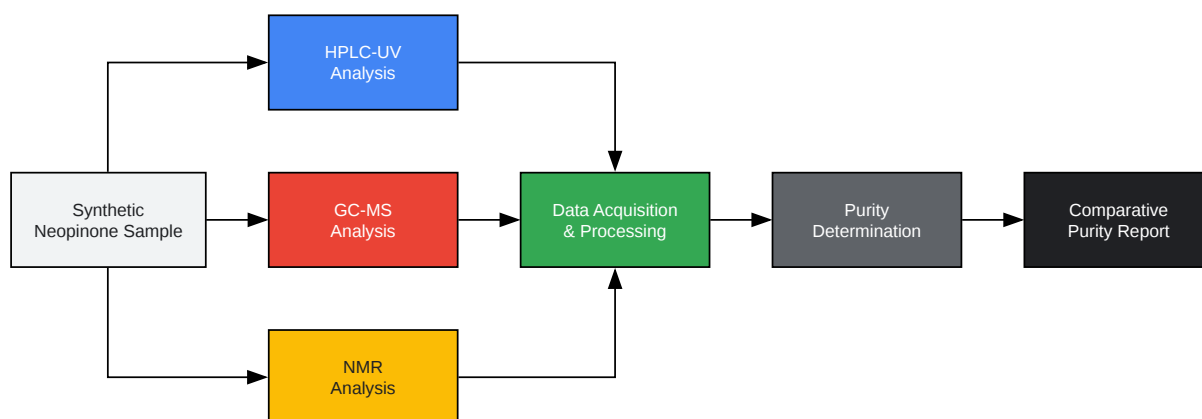 HPLC-UV
Analysis
Synthetic
Neopinone Sample
GC-MS
Analysis
Data Acquisition
& Processing
Purity
Determination
Comparative
Purity Report
NMR
Analysis